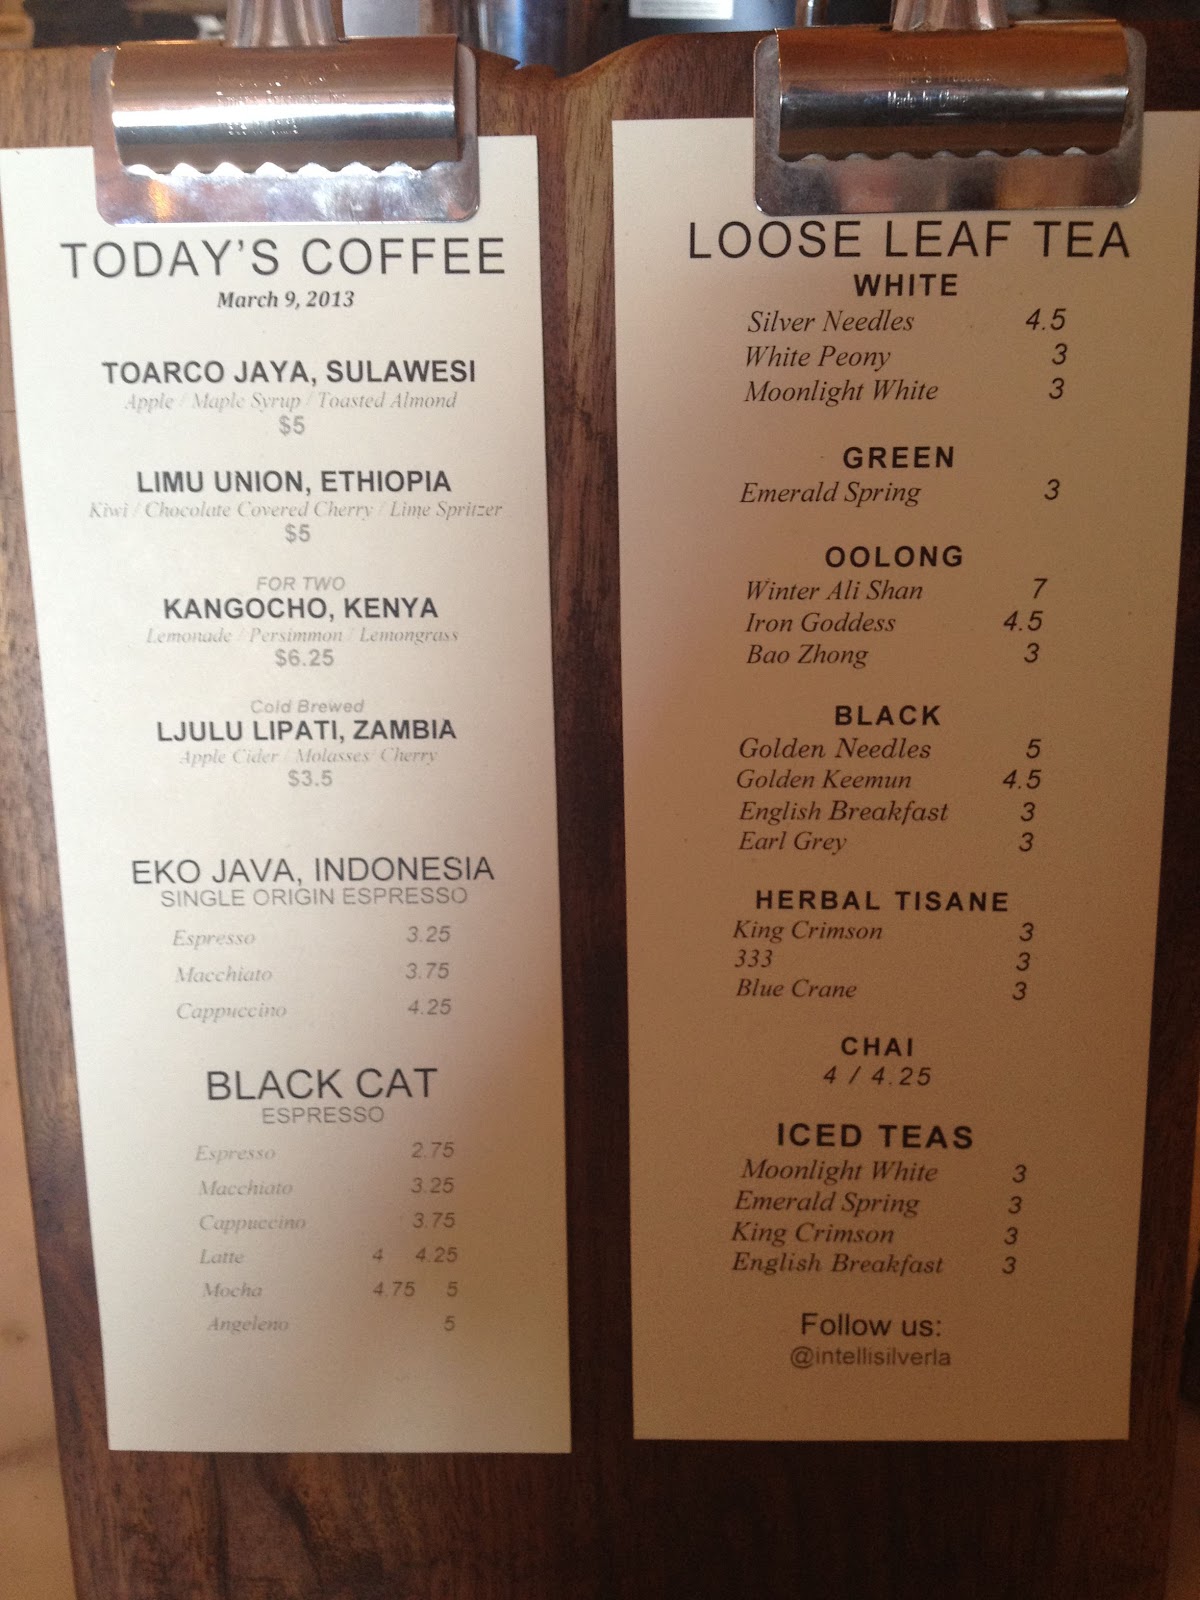 TODAY'S COFFEE
March 9, 2013
TOARCO JAYA, SULAWESI
Apple / Maple Syrup / Toasted Almond
$5
LIMU UNION, ETHIOPIA
Kiwi / Chocolate Covered Cherry / Lime Spritzer
$5
FOR TWO
KANGOCHO, KENYA
Lemonade / Persimmon / Lemongrass
$6.25
Cold Brewed
LJULU LIPATI, ZAMBIA
Apple Cider / Molasses/ Cherry
$3.5
EKO JAVA, INDONESIA
SINGLE ORIGIN ESPRESSO
Espresso 3.25
Macchiato 3.75
Cappuccino 4.25
BLACK CAT
ESPRESSO
Espresso 2.75
Macchiato 3.25
Cappuccino 3.75
Latte 4 4.25
Mocha 4.75 5
Angeleno 5
LOOSE LEAF TEA
WHITE
Silver Needles 4.5
White Peony 3
Moonlight White 3
GREEN
Emerald Spring 3
OOLONG
Winter Ali Shan 7
Iron Goddess 4.5
Bao Zhong 3
BLACK
Golden Needles 5
Golden Keemun 4.5
English Breakfast 3
Earl Grey 3
HERBAL TISANE
King Crimson 3
333 3
Blue Crane 3
CHAI
4 / 4.25
ICED TEAS
Moonlight White 3
Emerald Spring 3
King Crimson 3
English Breakfast 3
Follow us:
@intellisilverla